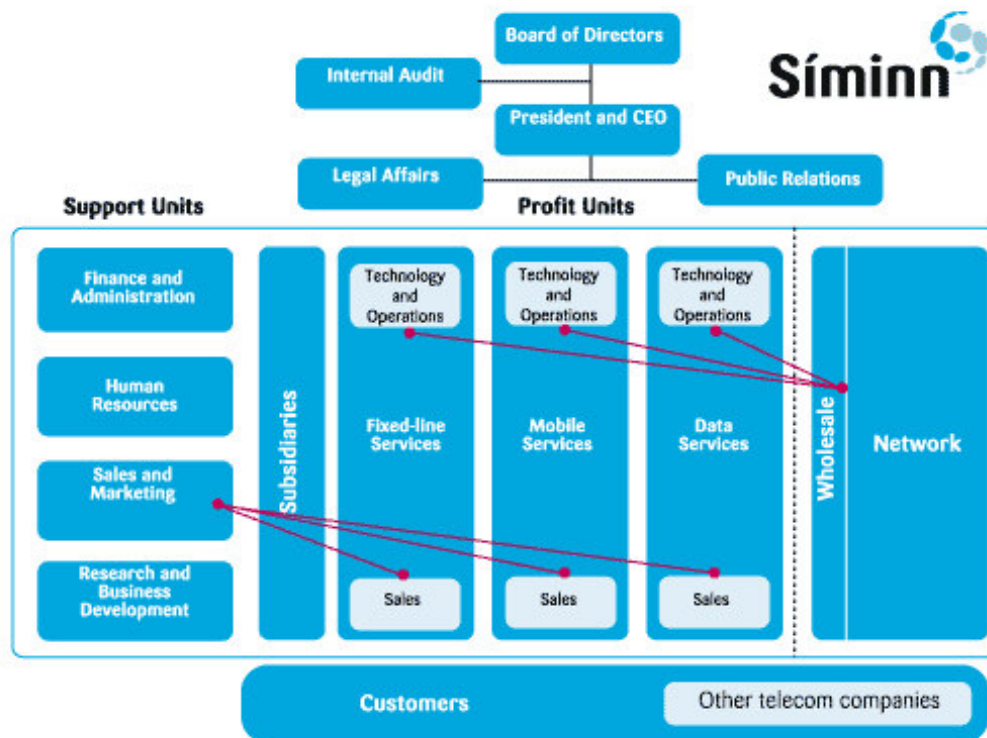 Board of Directors
Síminn
Internal Audit
President and CEO
Legal Affairs
Public Relations
Support Units
Profit Units
Finance and
Administration
Human
Resources
Sales and
Marketing
Research and
Business
Development
Subsidiaries
Technology
and
Operations
Fixed-line
Services
Sales
Technology
and
Operations
Mobile
Services
Sales
Technology
and
Operations
Data
Services
Sales
Wholesale
Network
Customers
Other telecom companies